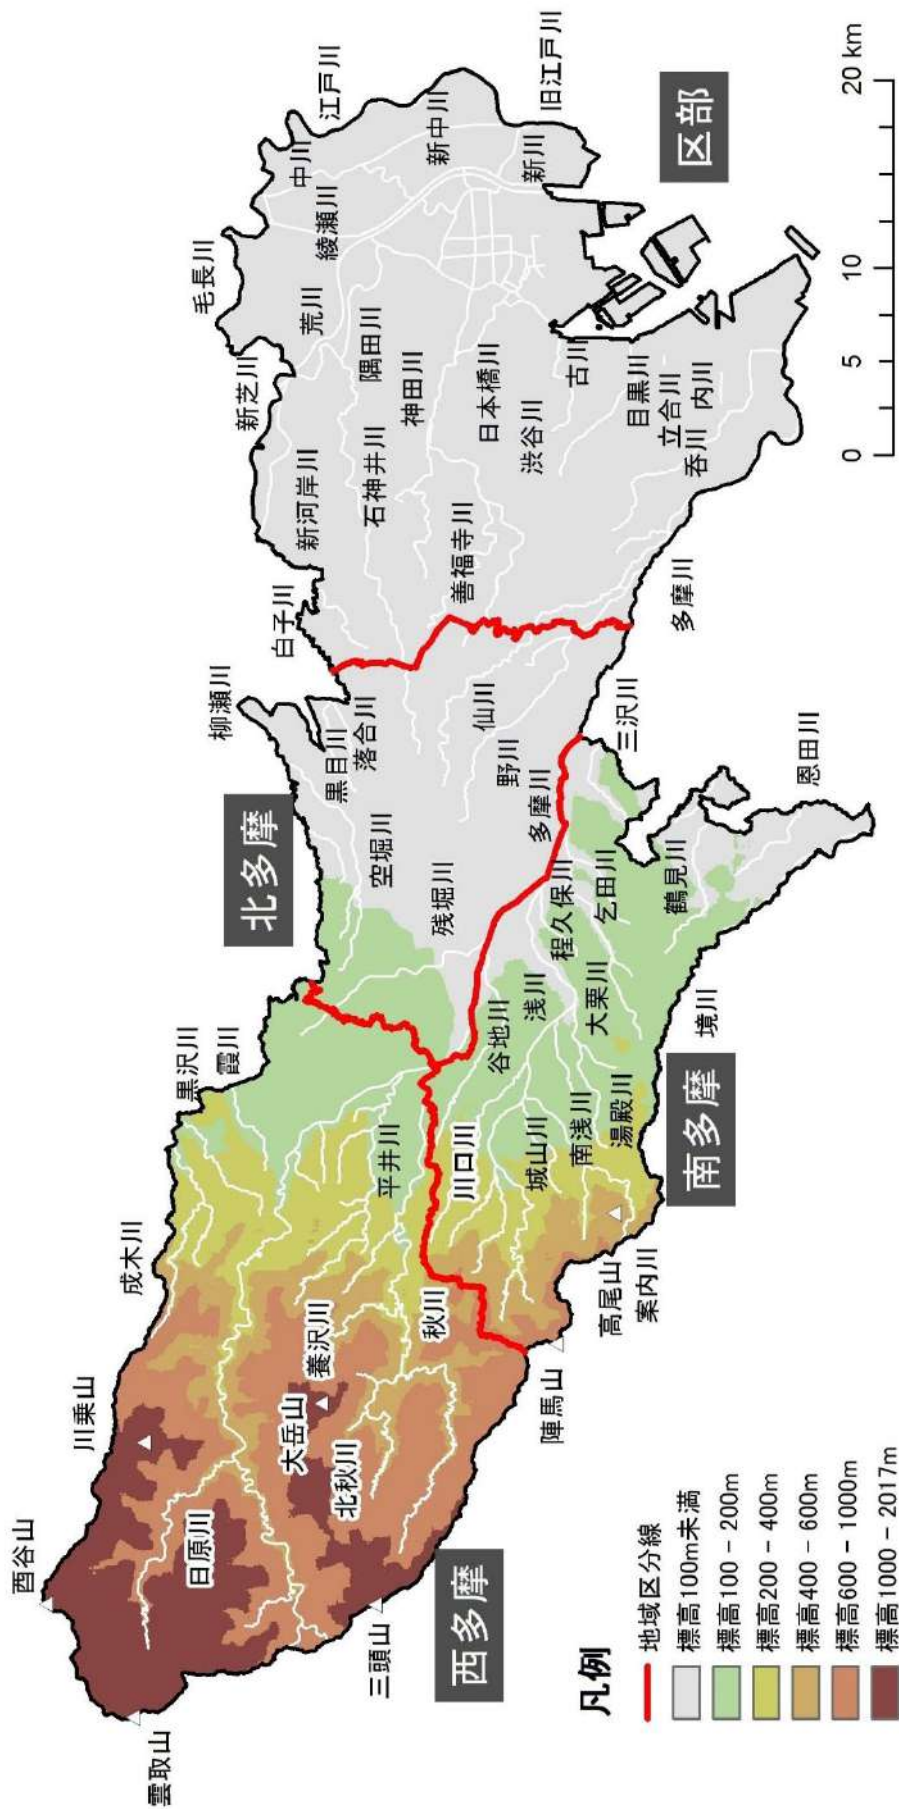 雲取山
酉谷山
川乗山
成木川
黒沢川
霞川
日原川
大岳山
養沢川
北秋川
秋川
平井川
三頭山
西多摩
陣馬山
高尾山
案内川
川口川
城山川
南浅川
湯殿川
谷地川
浅川
大栗川
程久保川
乞田川
鶴見川
南多摩
境川
恩田川
三沢川
北多摩
柳瀬川
黒目川
落合川
空堀川
残堀川
仙川
野川
多摩川
白子川
新河岸川
新芝川
毛長川
石神井川
善福寺川
荒川
隅田川
神田川
日本橋川
渋谷川
古川
目黒川
立合川
内川
呑川
多摩川
中川
綾瀬川
江戸川
新中川
新川
旧江戸川
区部
凡例
地域区分線
標高100m未満
標高100-200m
標高200-400m
標高400-600m
標高600-1000m
標高1000-2017m
0 5 10 20 km